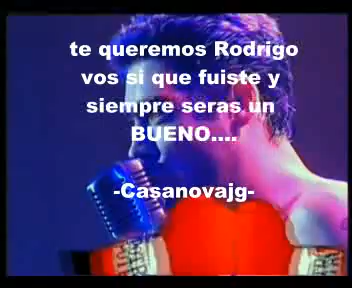 te queremos Rodrigo
vos si que fuiste y
siempre seras un
BUENO....
-Casanovajg-